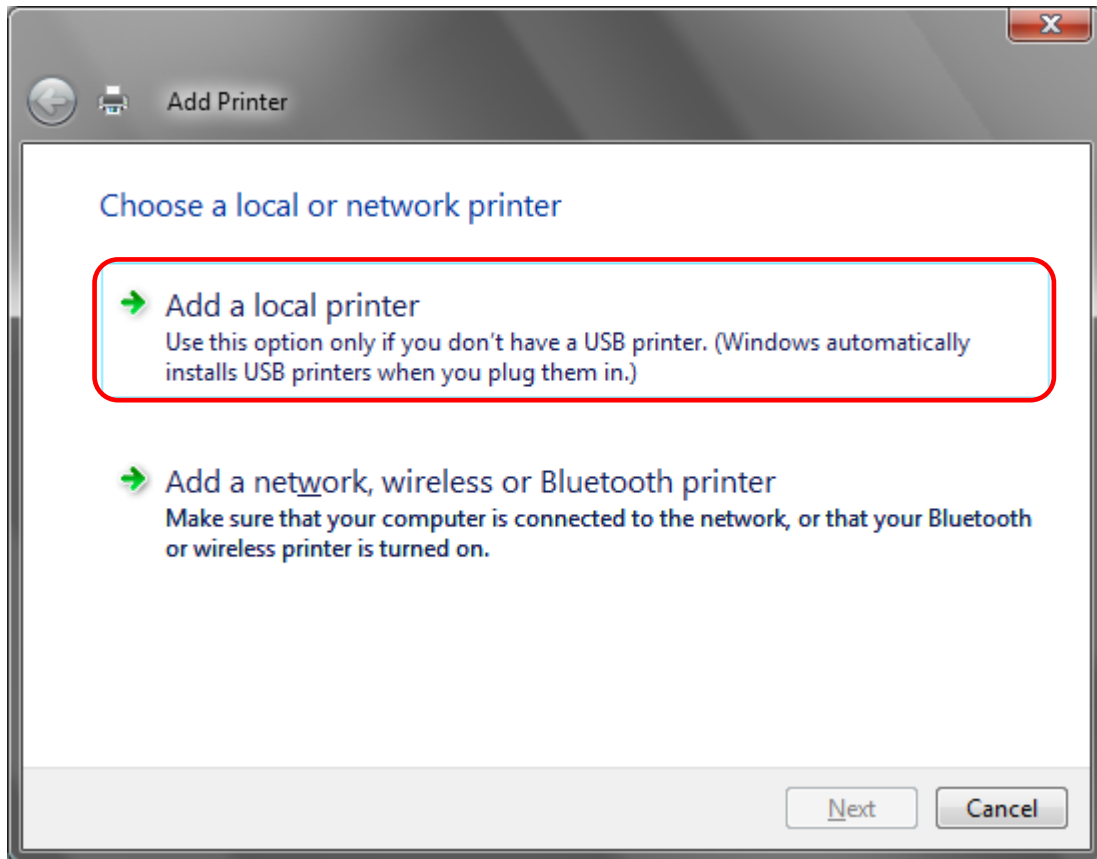 Add Printer
Choose a local or network printer
Add a local printer
Use this option only if you don't have a USB printer. (Windows automatically
installs USB printers when you plug them in.)
Add a network, wireless or Bluetooth printer
Make sure that your computer is connected to the network, or that your Bluetooth
or wireless printer is turned on.
Next Cancel